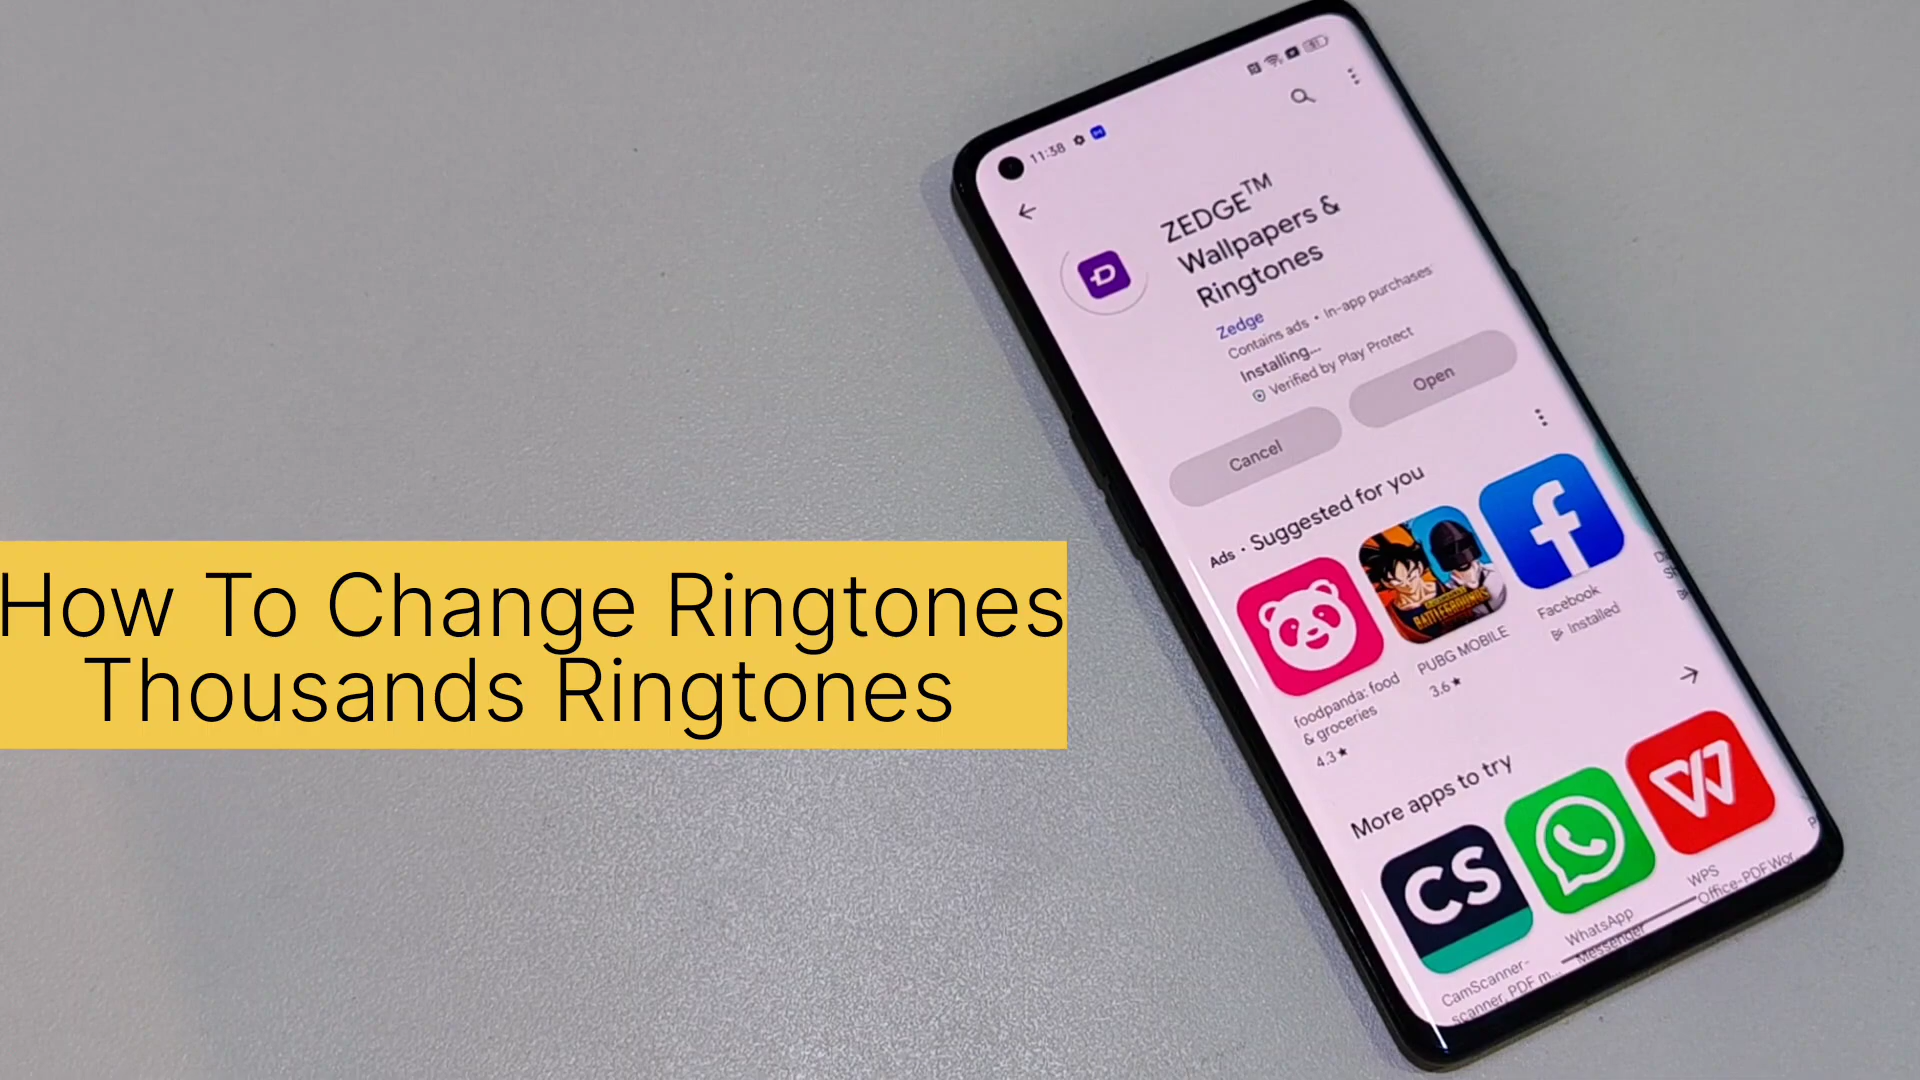 11:38
ZEDGE™
Wallpapers &
Ringtones
Zedge
Contains ads • In-app purchases
Installing...
Verified by Play Protect
Cancel
Open
Ads • Suggested for you
foodpanda: food
& groceries
4.3★
BATTLEGROUNDS
PUBG MOBILE
3.6★
Facebook
Installed
How To Change Ringtones
Thousands Ringtones
More apps to try
CS
CamScanner-
scanner, PDF m...
WhatsApp
Messenger
W
WPS
Office-PDF,Wor...